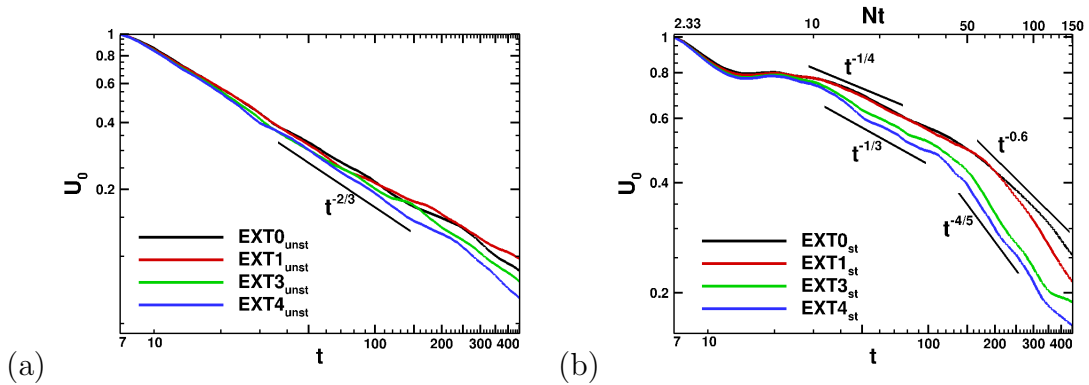 (a)
U0
1
0.8
0.6
0.4
0.2
t-2/3
EXT0unst
EXT1unst
EXT3unst
EXT4unst
7 10 100 200 300 400
t
(b)
Nt
2.33 10 50 100 150
U0
1
0.8
0.6
0.4
0.2
t-1/4
t-1/3
t-0.6
t-4/5
EXT0st
EXT1st
EXT3st
EXT4st
7 10 100 200 300 400
t